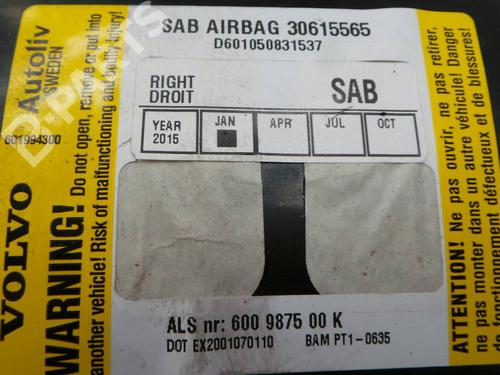 SAB AIRBAG 30615565
D601050831537
RIGHT
DROIT
SAB
YEAR
2015
JAN
APR
JUL
OCT
ALS nr: 600 9875 00 K
DOT EX2001070110 BAM PT1-0635
Autoliv
SWEDEN
601994300
VOLVO
WARNING! Do not open, remove or put
another vehicle! Risk of malfunctioning and bodily injury!
Attention! Ne pas ouvrir, ne pas retirer,
ne pas monter dans un autre véhicule! Danger
de fonctionnement défectueux et de blessures!
D-PARTS